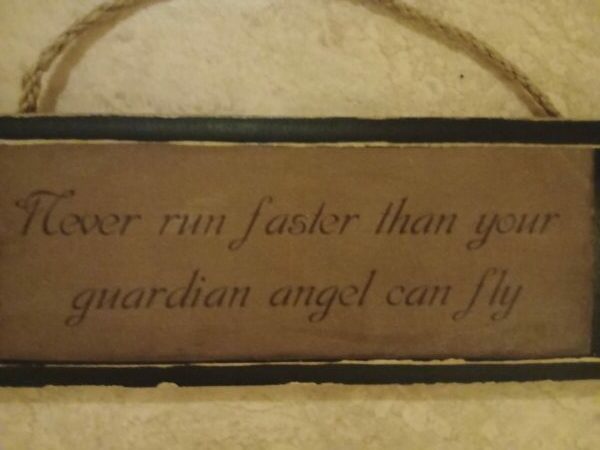 Never run faster than your
guardian angel can fly